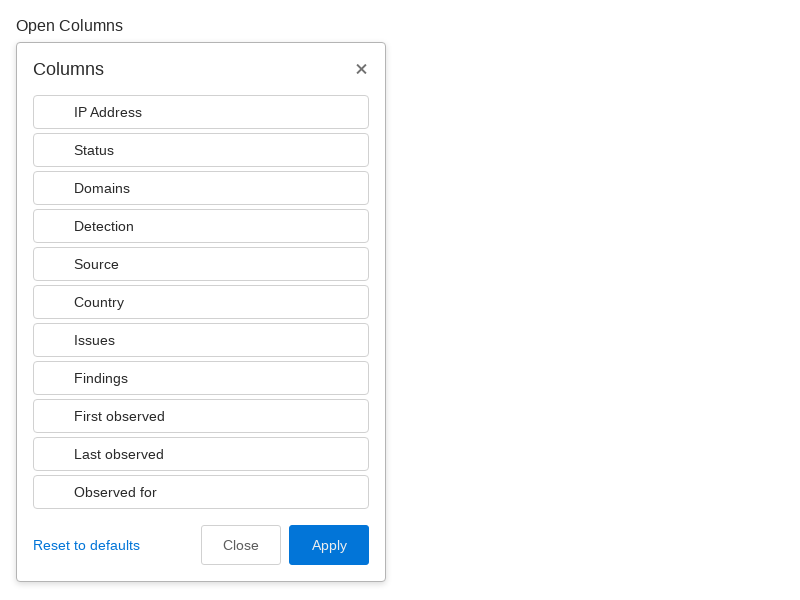 Open Columns
Columns
IP Address
Status
Domains
Detection
Source
Country
Issues
Findings
First observed
Last observed
Observed for
Reset to defaults Close Apply